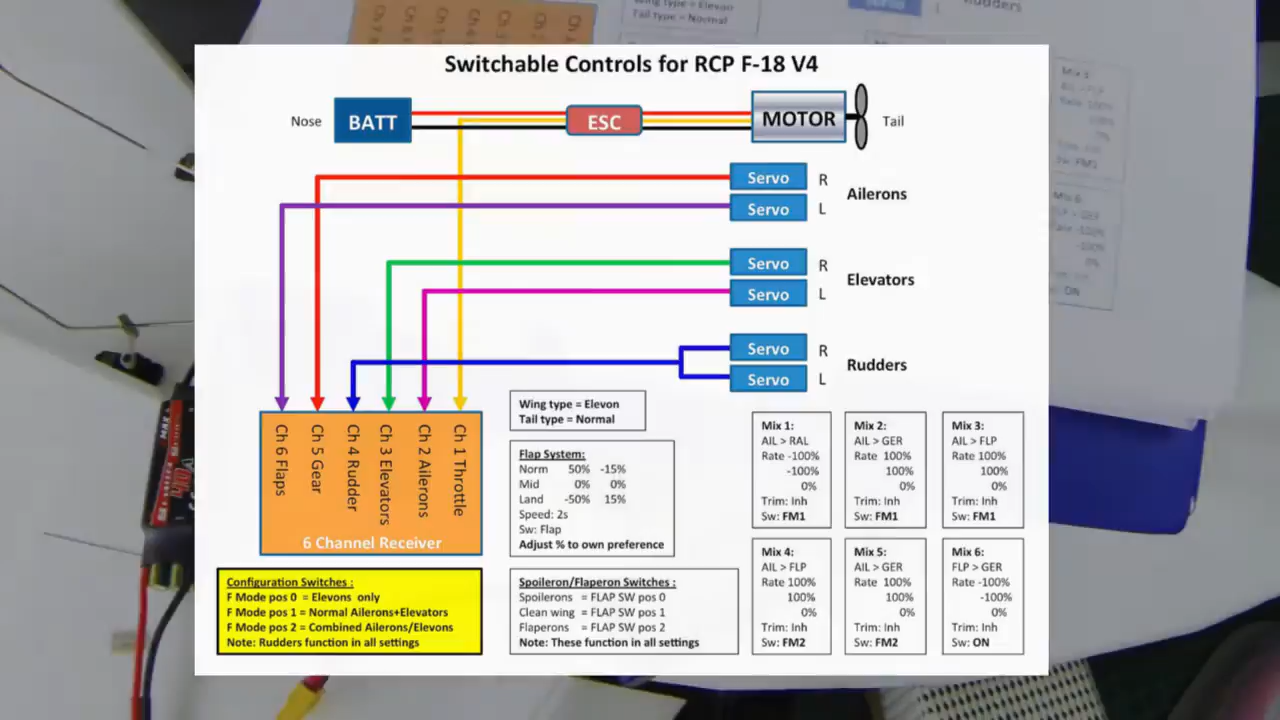 Wing type = Elevon
Tail type = Normal
Servo
L
Rudders
Switchable Controls for RCP F-18 V4
Nose
BATT
ESC
MOTOR
Tail
Servo R
Ailerons
Servo L
Servo R
Elevators
Servo L
Servo R
Rudders
Servo L
Ch 6 Flaps
Ch 5 Gear
Ch 4 Rudder
Ch 3 Elevators
Ch 2 Ailerons
Ch 1 Throttle
6 Channel Receiver
Wing type = Elevon
Tail type = Normal
Flap System:
Norm 50% -15%
Mid 0% 0%
Land -50% 15%
Speed: 2s
Sw: Flap
Adjust % to own preference
Mix 1:
AIL > RAL
Rate -100%
-100%
0%
Trim: Inh
Sw: FM1
Mix 2:
AIL > GER
Rate 100%
100%
0%
Trim: Inh
Sw: FM1
Mix 3:
AIL > FLP
Rate 100%
100%
0%
Trim: Inh
Sw: FM1
Configuration Switches :
F Mode pos 0 = Elevons only
F Mode pos 1 = Normal Ailerons+Elevators
F Mode pos 2 = Combined Ailerons/Elevons
Note: Rudders function in all settings
Spoileron/Flaperon Switches :
Spoilerons = FLAP SW pos 0
Clean wing = FLAP SW pos 1
Flaperons = FLAP SW pos 2
Note: These function in all settings
Mix 4:
AIL > FLP
Rate 100%
100%
0%
Trim: Inh
Sw: FM2
Mix 5:
AIL > GER
Rate 100%
100%
0%
Trim: Inh
Sw: FM2
Mix 6:
FLP > GER
Rate -100%
-100%
0%
Trim: Inh
Sw: ON